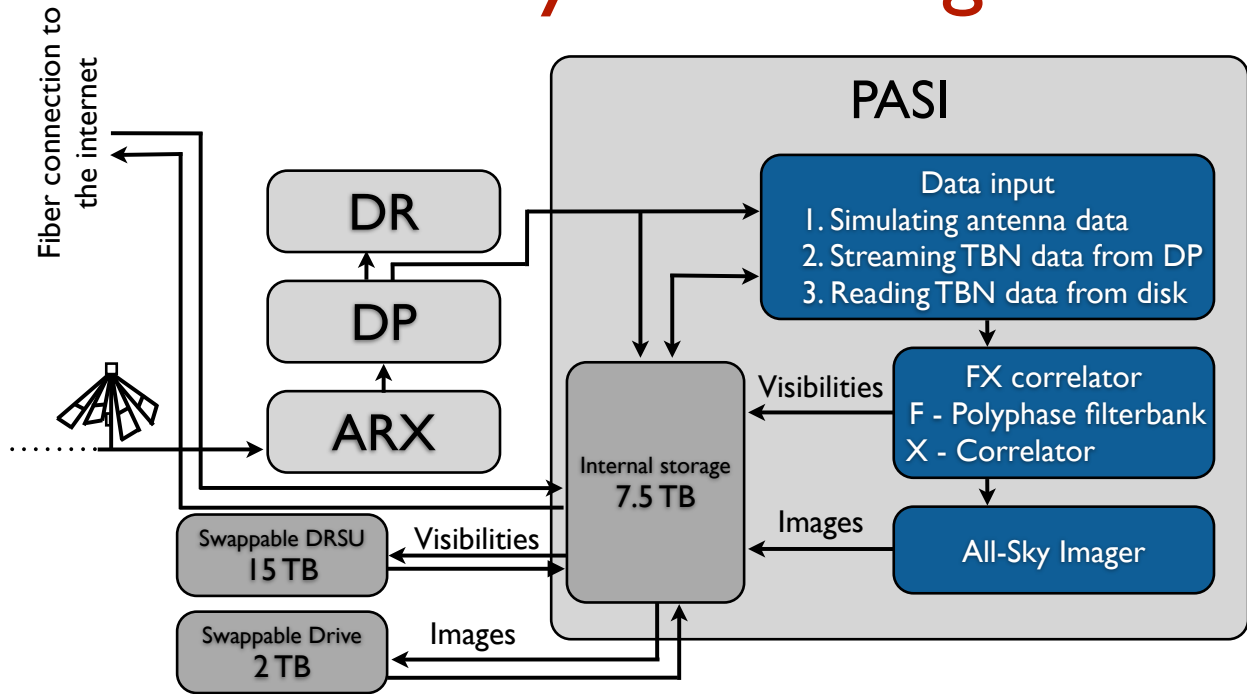 Fiber connection to
the internet
PASI
DR
DP
ARX
Data input
1. Simulating antenna data
2. Streaming TBN data from DP
3. Reading TBN data from disk
Visibilities
FX correlator
F - Polyphase filterbank
X - Correlator
Internal storage
7.5 TB
Images
All-Sky Imager
Swappable DRSU
15 TB
Visibilities
Swappable Drive
2 TB
Images